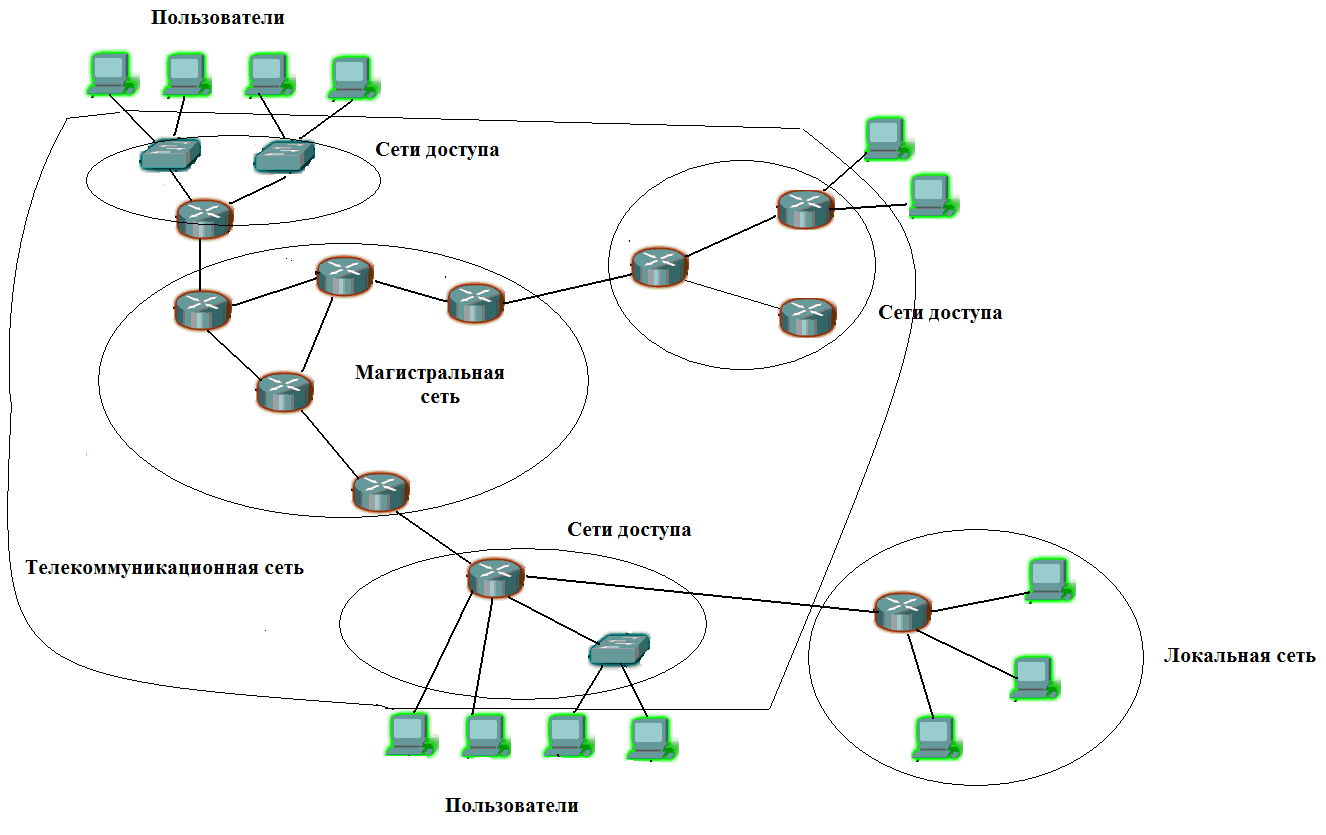 Пользователи
Сети доступа
Сети доступа
Магистральная
сеть
Сети доступа
Телекоммуникационная сеть
Локальная сеть
Пользователи